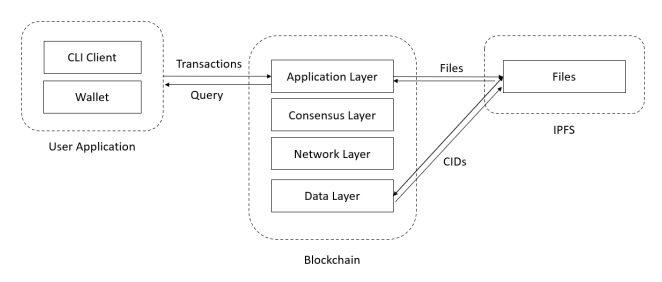 CLI Client
Wallet
User Application
Transactions
Query
Application Layer
Consensus Layer
Network Layer
Data Layer
Blockchain
Files
CIDs
Files
IPFS